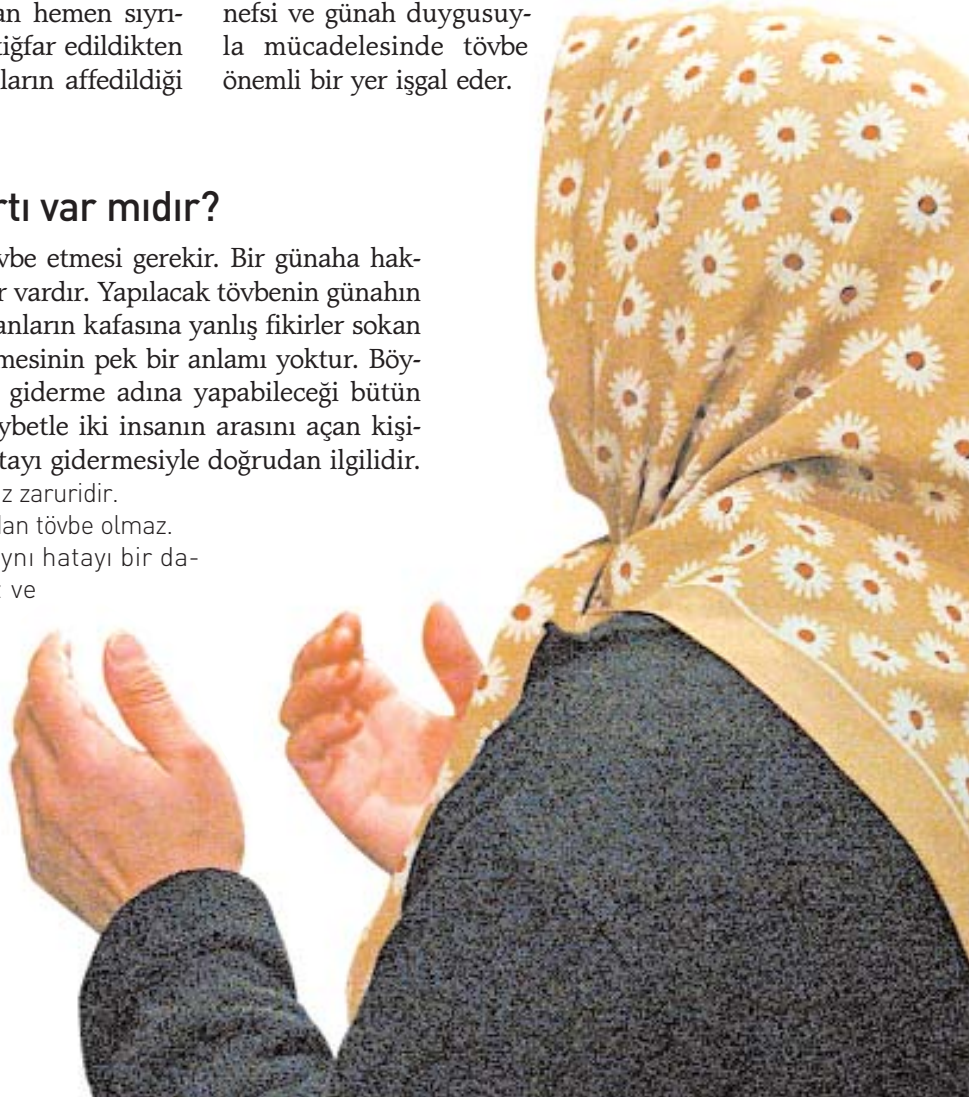 an hemen sıyrı-
tiğfar edildikten
ların affedildiği
nefsi ve günah duygusuy-
la mücadelesinde tövbe
önemli bir yer işgal eder.
rtı var mıdır?
vbe etmesi gerekir. Bir günaha hak-
r vardır. Yapılacak tövbenin günahın
anların kafasına yanlış fikirler sokan
mesinin pek bir anlamı yoktur. Böy-
giderme adına yapabileceği bütün
ybetle iki insanın arasını açan kişi-
tayı gidermesiyle doğrudan ilgilidir.
z zaruridir.
dan tövbe olmaz.
ynı hatayı bir da-
ve